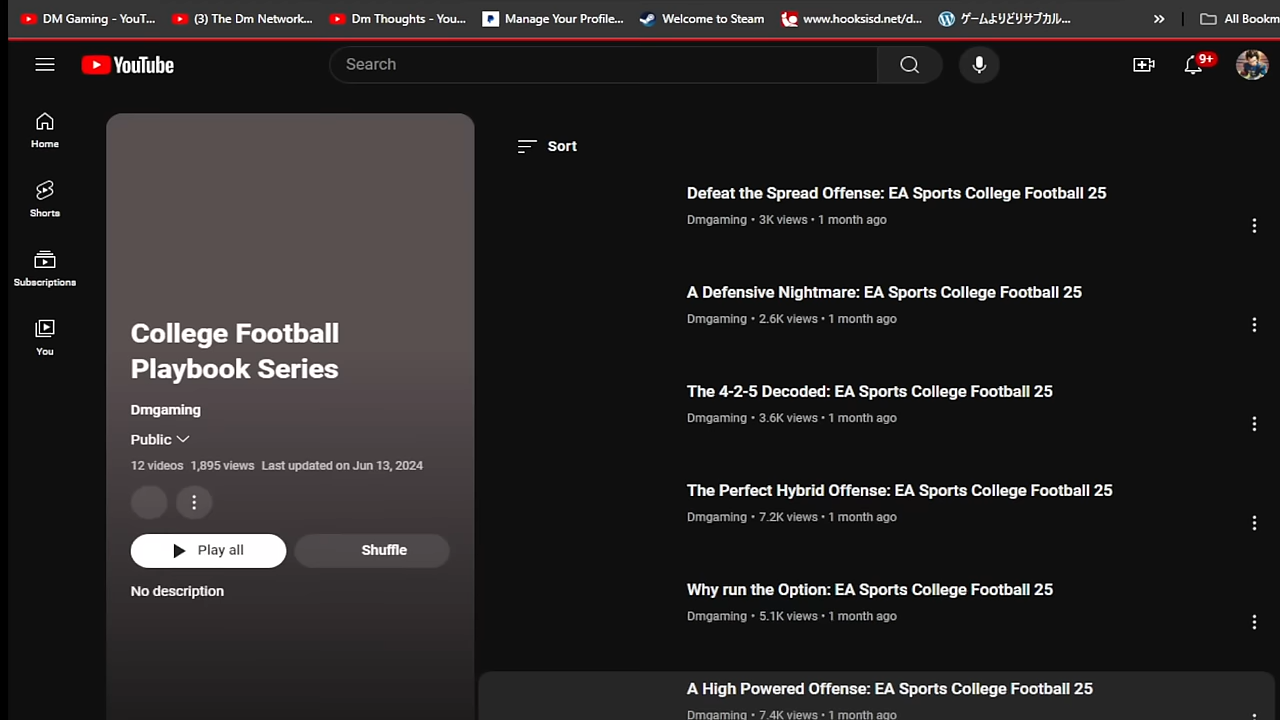 DM Gaming - YouT...
(3) The Dm Network...
Dm Thoughts - You...
Manage Your Profile...
Welcome to Steam
www.hooksisd.net/d...
ゲームよりどりサブカル...
»
All Bookm
YouTube
Search
9+
Home
Shorts
Subscriptions
You
College Football
Playbook Series
Dmgaming
Public
12 videos 1,895 views Last updated on Jun 13, 2024
Play all
Shuffle
No description
Sort
Defeat the Spread Offense: EA Sports College Football 25
Dmgaming • 3K views • 1 month ago
A Defensive Nightmare: EA Sports College Football 25
Dmgaming • 2.6K views • 1 month ago
The 4-2-5 Decoded: EA Sports College Football 25
Dmgaming • 3.6K views • 1 month ago
The Perfect Hybrid Offense: EA Sports College Football 25
Dmgaming • 7.2K views • 1 month ago
Why run the Option: EA Sports College Football 25
Dmgaming • 5.1K views • 1 month ago
A High Powered Offense: EA Sports College Football 25
Dmgaming • 7.4K views • 1 month ago